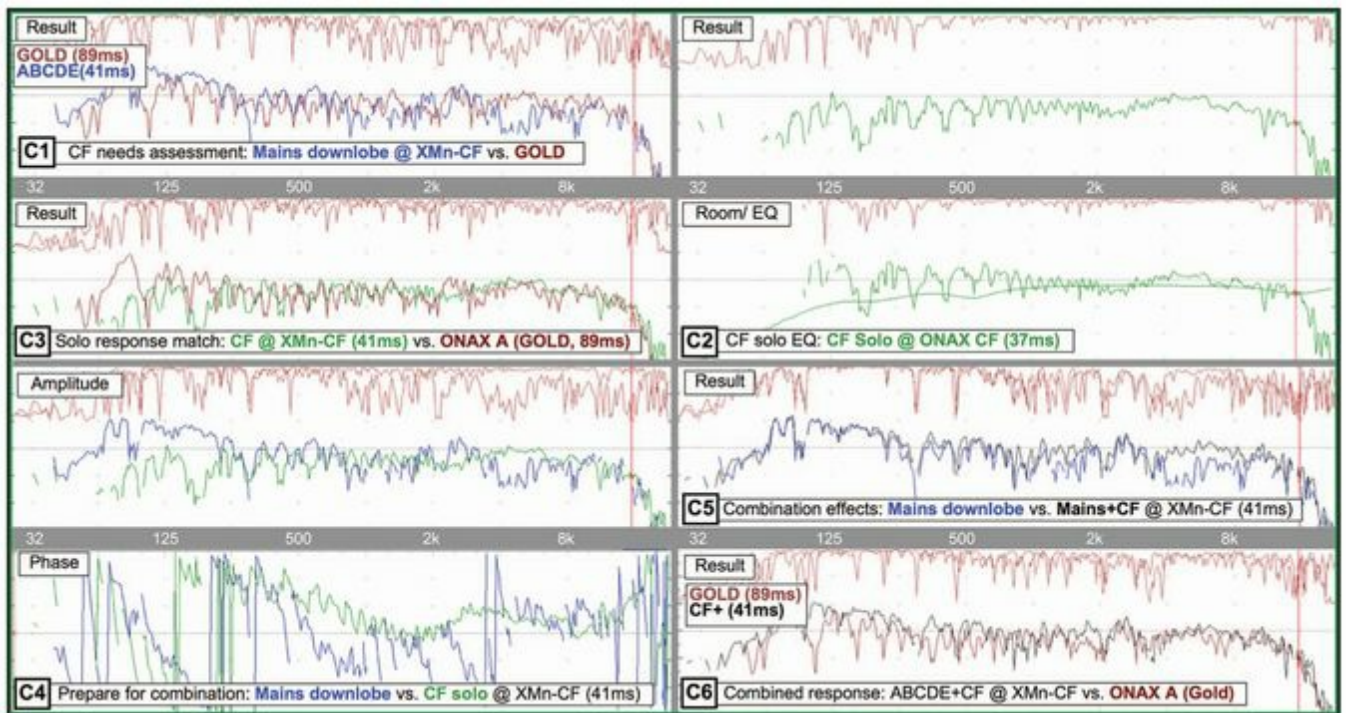 Result
GOLD (89ms)
ABCDE(41ms)
C1 CF needs assessment: Mains downlobe @ XMn-CF vs. GOLD
Result
32 125 500 2k 8k
32 125 500 2k 8k
Result
C3 Solo response match: CF @ XMn-CF (41ms) vs. ONAX A (GOLD, 89ms)
Room/ EQ
C2 CF solo EQ: CF Solo @ ONAX CF (37ms)
Amplitude
Result
C5 Combination effects: Mains downlobe vs. Mains+CF @ XMn-CF (41ms)
32 125 500 2k 8k
32 125 500 2k 8k
Phase
C4 Prepare for combination: Mains downlobe vs. CF solo @ XMn-CF (41ms)
Result
GOLD (89ms)
CF+ (41ms)
C6 Combined response: ABCDE+CF @ XMn-CF vs. ONAX A (Gold)